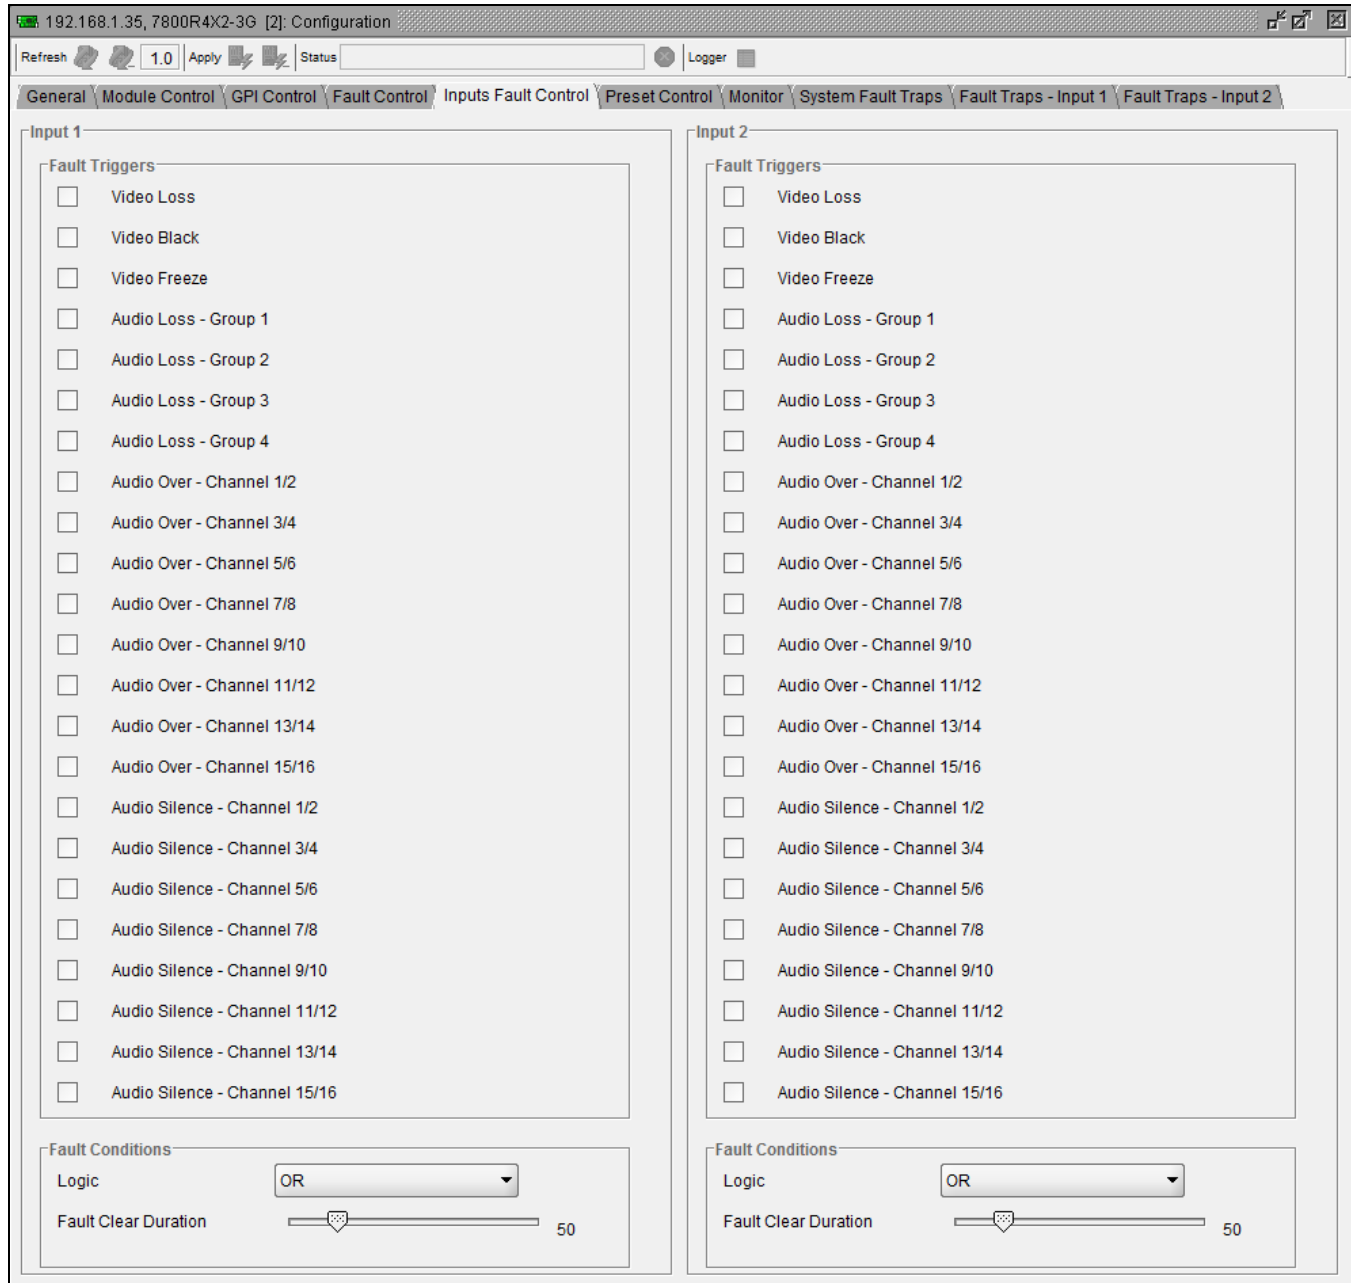 192.168.1.35, 7800R4X2-3G [2]: Configuration
Refresh 1.0 Apply Status Logger
General Module Control GPI Control Fault Control Inputs Fault Control Preset Control Monitor System Fault Traps Fault Traps - Input 1 Fault Traps - Input 2
Input 1
Fault Triggers
Video Loss
Video Black
Video Freeze
Audio Loss - Group 1
Audio Loss - Group 2
Audio Loss - Group 3
Audio Loss - Group 4
Audio Over - Channel 1/2
Audio Over - Channel 3/4
Audio Over - Channel 5/6
Audio Over - Channel 7/8
Audio Over - Channel 9/10
Audio Over - Channel 11/12
Audio Over - Channel 13/14
Audio Over - Channel 15/16
Audio Silence - Channel 1/2
Audio Silence - Channel 3/4
Audio Silence - Channel 5/6
Audio Silence - Channel 7/8
Audio Silence - Channel 9/10
Audio Silence - Channel 11/12
Audio Silence - Channel 13/14
Audio Silence - Channel 15/16
Fault Conditions
Logic OR
Fault Clear Duration 50
Input 2
Fault Triggers
Video Loss
Video Black
Video Freeze
Audio Loss - Group 1
Audio Loss - Group 2
Audio Loss - Group 3
Audio Loss - Group 4
Audio Over - Channel 1/2
Audio Over - Channel 3/4
Audio Over - Channel 5/6
Audio Over - Channel 7/8
Audio Over - Channel 9/10
Audio Over - Channel 11/12
Audio Over - Channel 13/14
Audio Over - Channel 15/16
Audio Silence - Channel 1/2
Audio Silence - Channel 3/4
Audio Silence - Channel 5/6
Audio Silence - Channel 7/8
Audio Silence - Channel 9/10
Audio Silence - Channel 11/12
Audio Silence - Channel 13/14
Audio Silence - Channel 15/16
Fault Conditions
Logic OR
Fault Clear Duration 50